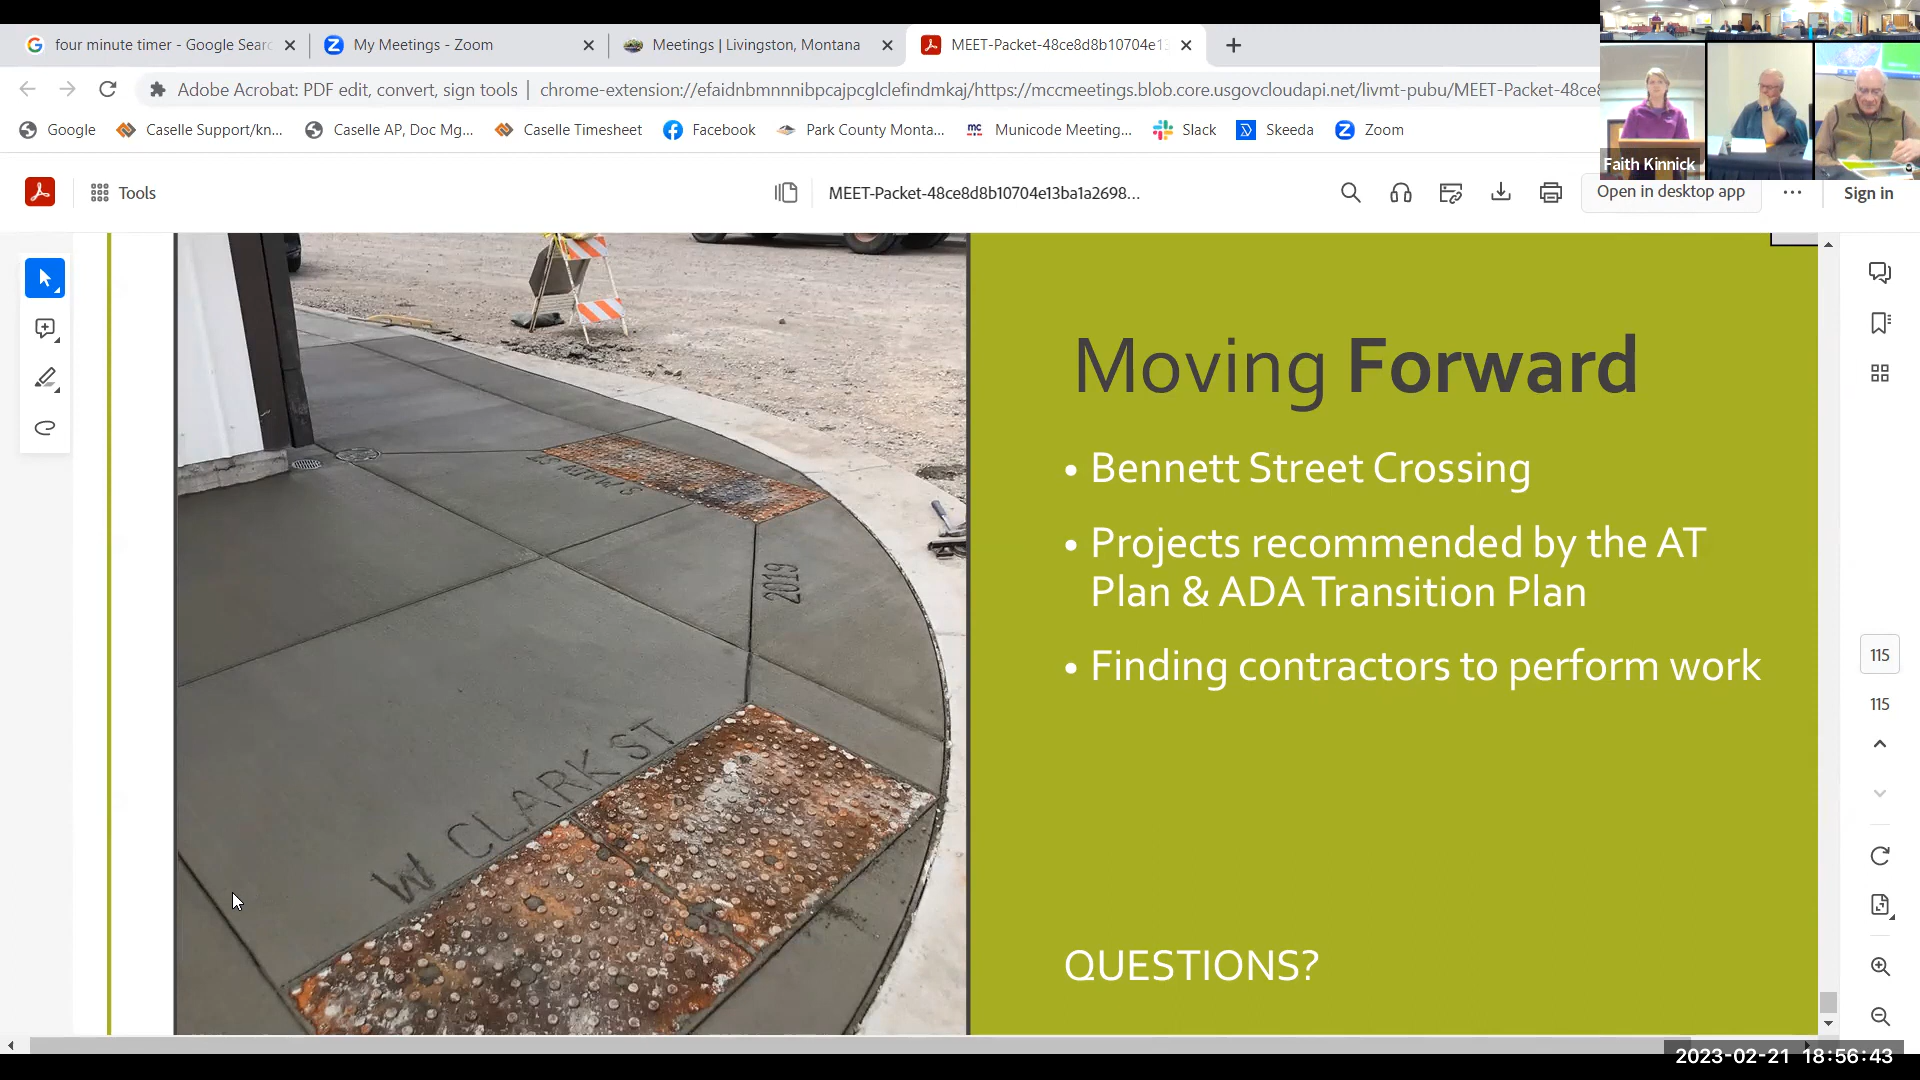 four minute timer - Google Searc
My Meetings - Zoom
Meetings | Livingston, Montana
MEET-Packet-48ce8d8b10704e13
Adobe Acrobat: PDF edit, convert, sign tools
chrome-extension://efaidnbmnnnibpcajpcglclefindmkaj/https://mccmeetings.blob.core.usgovcloudapi.net/livmt-pubu/MEET-Packet-48ce8
Google
Caselle Support/kn...
Caselle AP, Doc Mg...
Caselle Timesheet
Facebook
Park County Monta...
mc
Municode Meeting...
Slack
Skeeda
Zoom
Faith Kinnick
Tools
MEET-Packet-48ce8d8b10704e13ba1a2698...
Open in desktop app
Sign in
S MAIN ST
2019
W CLARK ST
Moving Forward
• Bennett Street Crossing
• Projects recommended by the AT
Plan & ADA Transition Plan
• Finding contractors to perform work
QUESTIONS?
115
115
2023-02-21 18:56:43